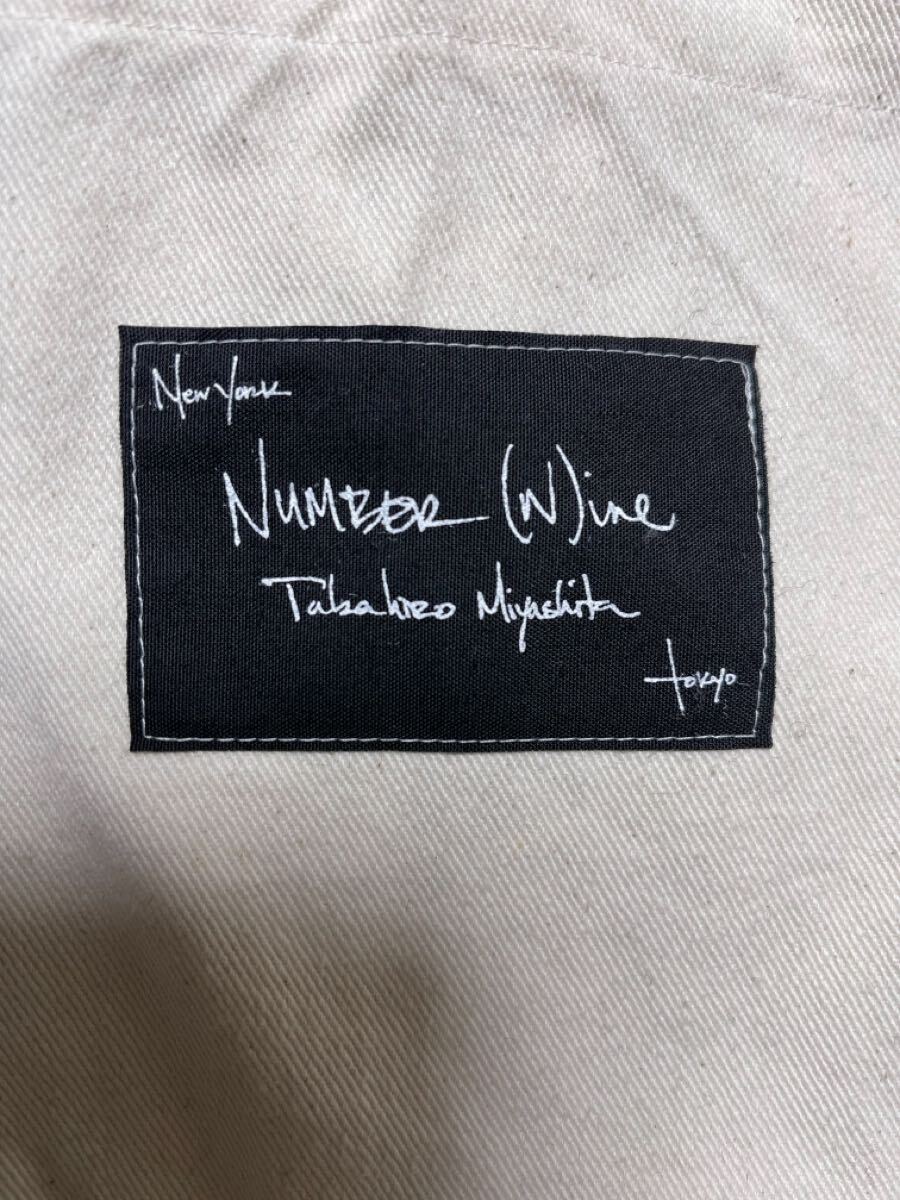 New York
NUMBER (N)ine
Takahiro Miyashita
tokyo